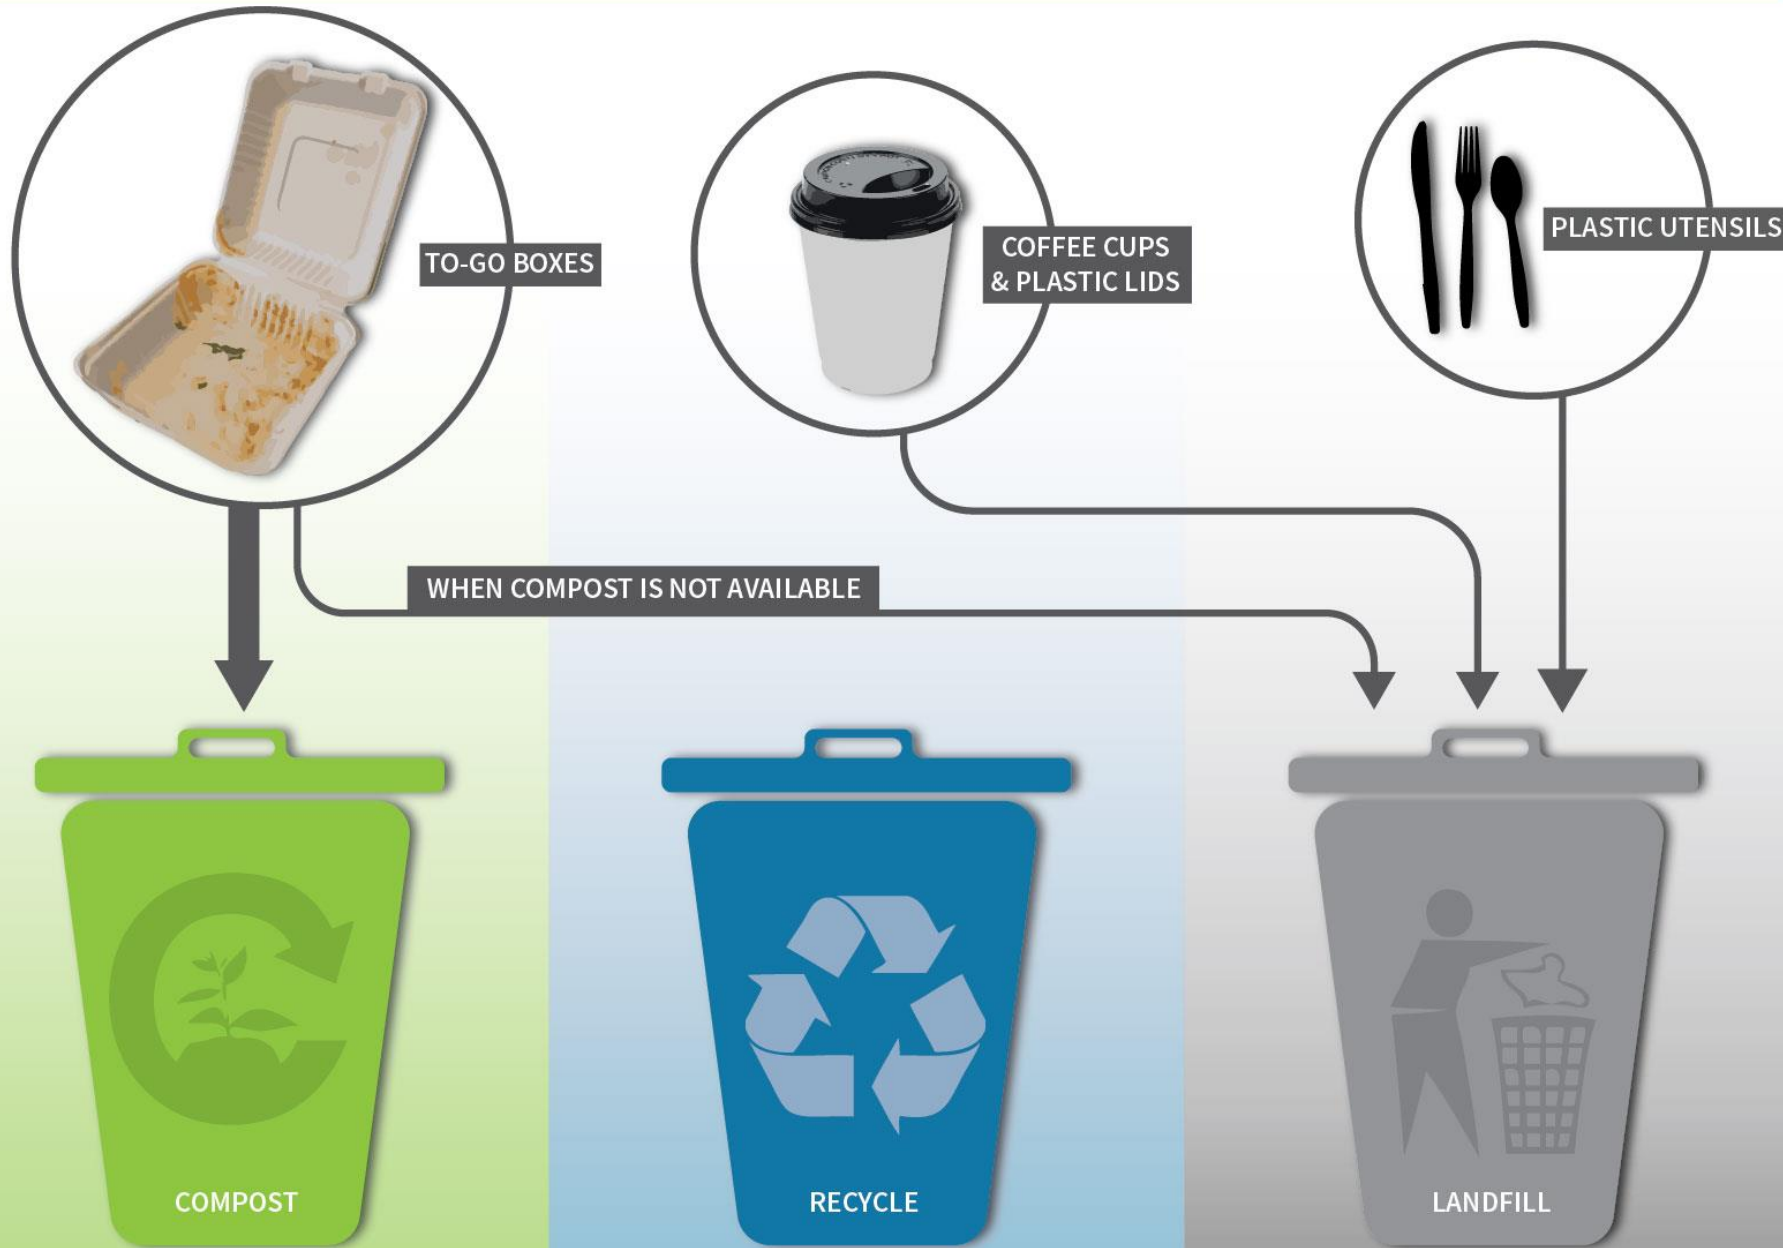 TO-GO BOXES
COFFEE CUPS
& PLASTIC LIDS
PLASTIC UTENSILS
WHEN COMPOST IS NOT AVAILABLE
COMPOST
RECYCLE
LANDFILL